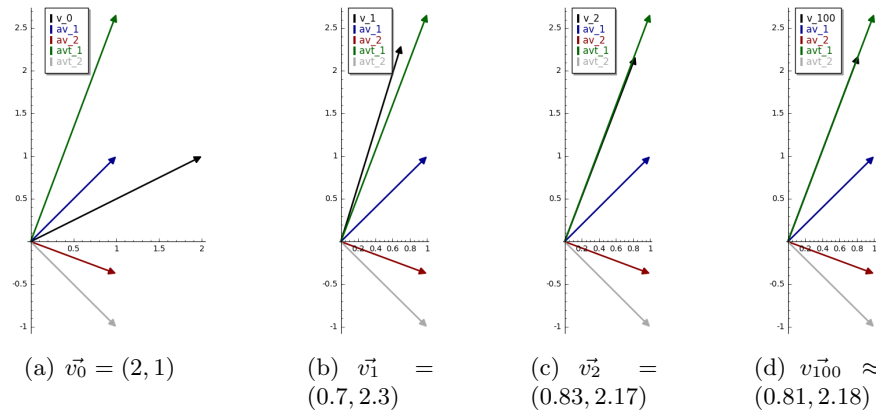 v_0
av_1
av_2
avt_1
avt_2
2.5
2
1.5
1
0.5
-0.5
-1
0.5 1 1.5 2
(a) v⃗0 = (2, 1)
v_1
av_1
av_2
avt_1
avt_2
2.5
2
1.5
1
0.5
-0.5
-1
0.2 0.4 0.6 0.8 1
(b) v⃗1 =
(0.7, 2.3)
v_2
av_1
av_2
avt_1
avt_2
2.5
2
1.5
1
0.5
-0.5
-1
0.2 0.4 0.6 0.8 1
(c) v⃗2 =
(0.83, 2.17)
v_100
av_1
av_2
avt_1
avt_2
2.5
2
1.5
1
0.5
-0.5
-1
0.2 0.4 0.6 0.8 1
(d) v⃗100 ≈
(0.81, 2.18)